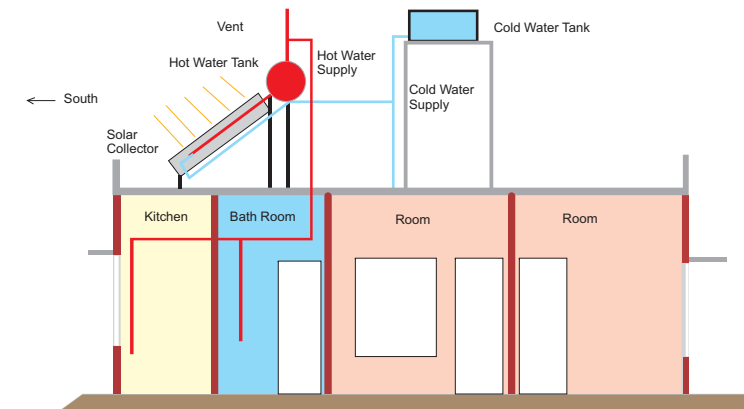 Vent
Cold Water Tank
Hot Water Tank
Hot Water
Supply
South
Cold Water
Supply
Solar
Collector
Kitchen
Bath Room
Room
Room